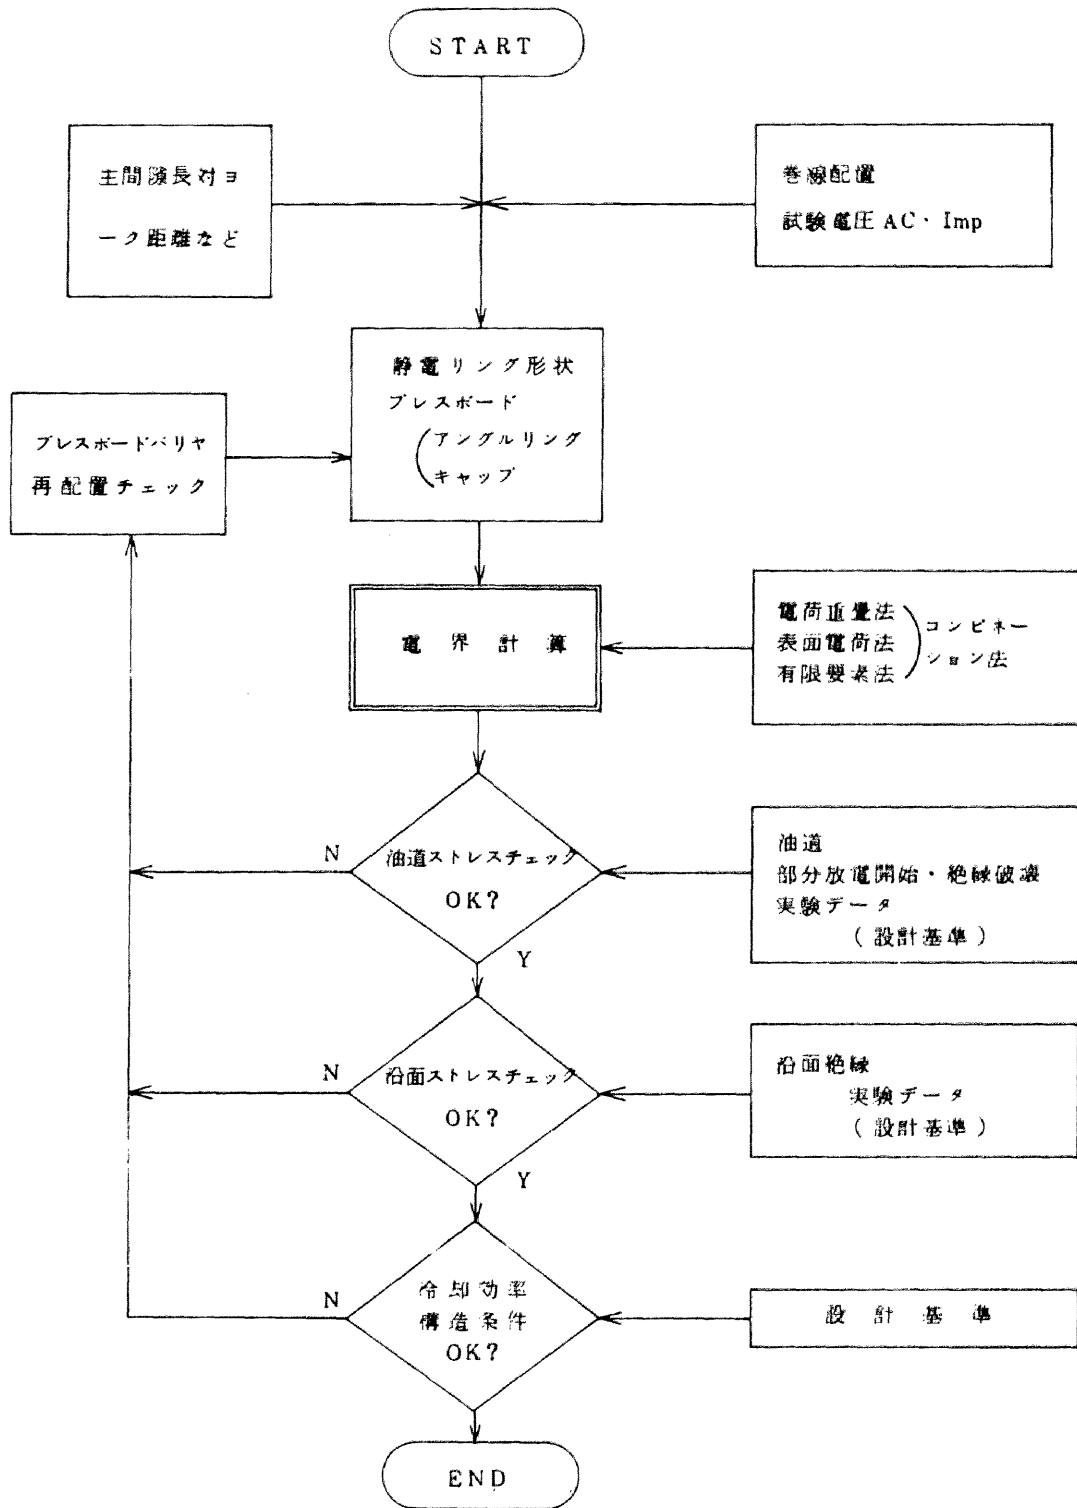 START
主間隙長対ヨ
ーク距離など
巻線配置
試験電圧AC・Imp
静電リング形状
プレスボード
アングルリング
キャップ
プレスボードバリヤ
再配置チェック
電界計算
電荷重畳法
表面電荷法
有限要素法
コンビネー
ション法
油道ストレスチェック
OK?
N
Y
油道
部分放電開始・絶縁破壊
実験データ
(設計基準)
沿面ストレスチェック
OK?
N
Y
沿面絶縁
実験データ
(設計基準)
冷却効率
構造条件
OK?
N
設計基準
END